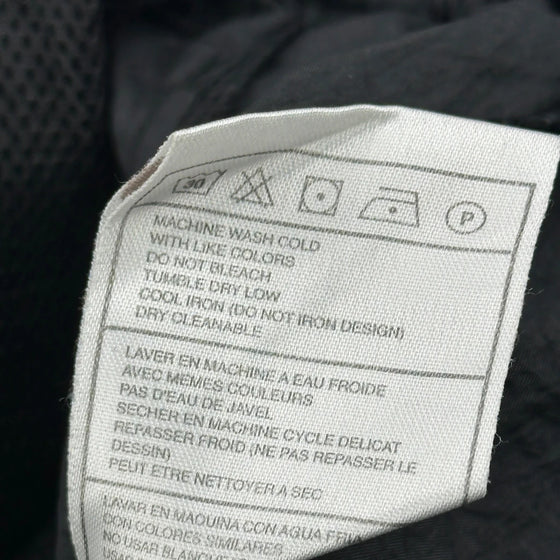 30
P
MACHINE WASH COLD
WITH LIKE COLORS
DO NOT BLEACH
TUMBLE DRY LOW
COOL IRON (DO NOT IRON DESIGN)
DRY CLEANABLE
LAVER EN MACHINE A EAU FROIDE
AVEC MEMES COULEURS
PAS D'EAU DE JAVEL
SECHER EN MACHINE CYCLE DELICAT
REPASSER FROID (NE PAS REPASSER LE
DESSIN)
PEUT ETRE NETTOYER A SEC
LAVAR EN MAQUINA CON AGUA
CON COLORES SIMILARES
NO USAR